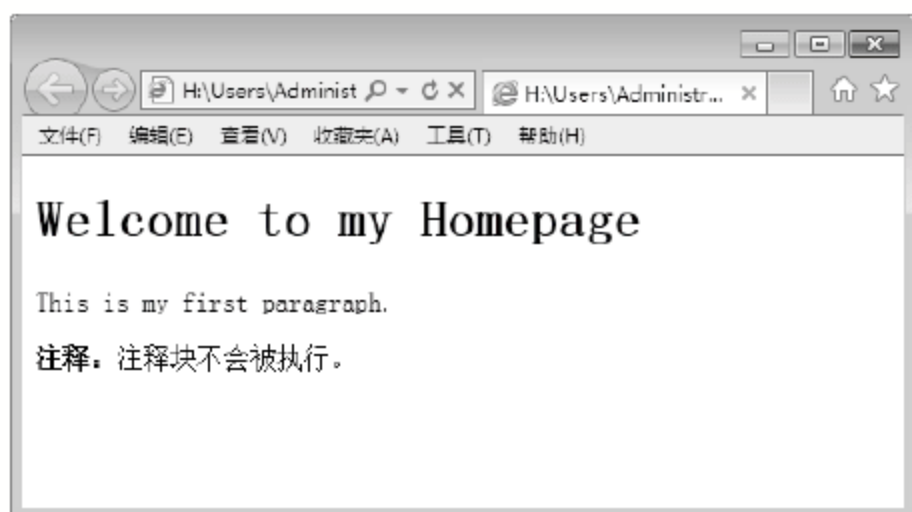 H:\Users\Administ
H:\Users\Administr...
文件(F) 编辑(E) 查看(V) 收藏夹(A) 工具(T) 帮助(H)
Welcome to my Homepage
This is my first paragraph.
注释：注释块不会被执行。